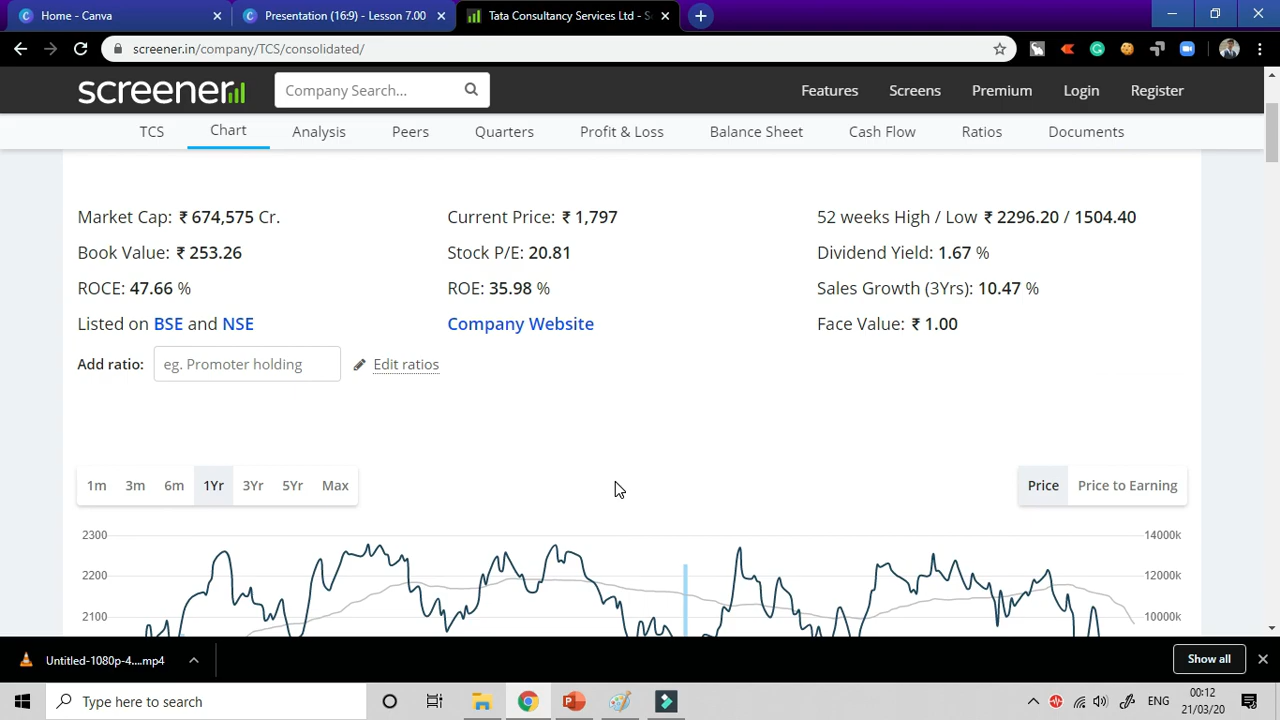 Home - Canva
Presentation (16:9) - Lesson 7.00
Tata Consultancy Services Ltd - S
screener.in/company/TCS/consolidated/
screener
Company Search...
Features
Screens
Premium
Login
Register
TCS
Chart
Analysis
Peers
Quarters
Profit & Loss
Balance Sheet
Cash Flow
Ratios
Documents
Market Cap: ₹ 674,575 Cr.
Current Price: ₹ 1,797
52 weeks High / Low ₹ 2296.20 / 1504.40
Book Value: ₹ 253.26
Stock P/E: 20.81
Dividend Yield: 1.67 %
ROCE: 47.66 %
ROE: 35.98 %
Sales Growth (3Yrs): 10.47 %
Listed on BSE and NSE
Company Website
Face Value: ₹ 1.00
Add ratio:
eg. Promoter holding
Edit ratios
1m
3m
6m
1Yr
3Yr
5Yr
Max
Price
Price to Earning
2300
14000k
2200
12000k
2100
10000k
Untitled-1080p-4....mp4
Show all
Type here to search
ENG
00:12
21/03/20